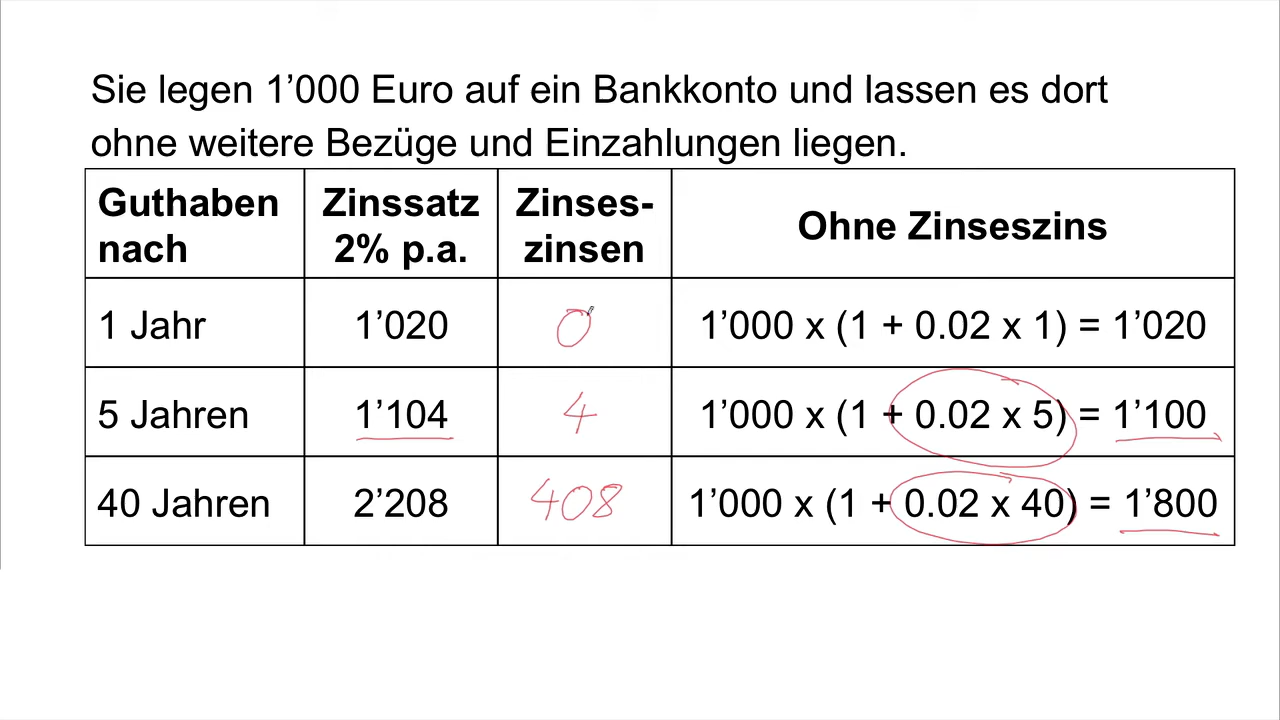 Sie legen 1’000 Euro auf ein Bankkonto und lassen es dort
ohne weitere Bezüge und Einzahlungen liegen.
Guthaben nach Zinssatz 2% p.a. Zinses-zinsen Ohne Zinseszins
1 Jahr 1’020 0 1’000 x (1 + 0.02 x 1) = 1’020
5 Jahren 1’104 4 1’000 x (1 + 0.02 x 5) = 1’100
40 Jahren 2’208 408 1’000 x (1 + 0.02 x 40) = 1’800